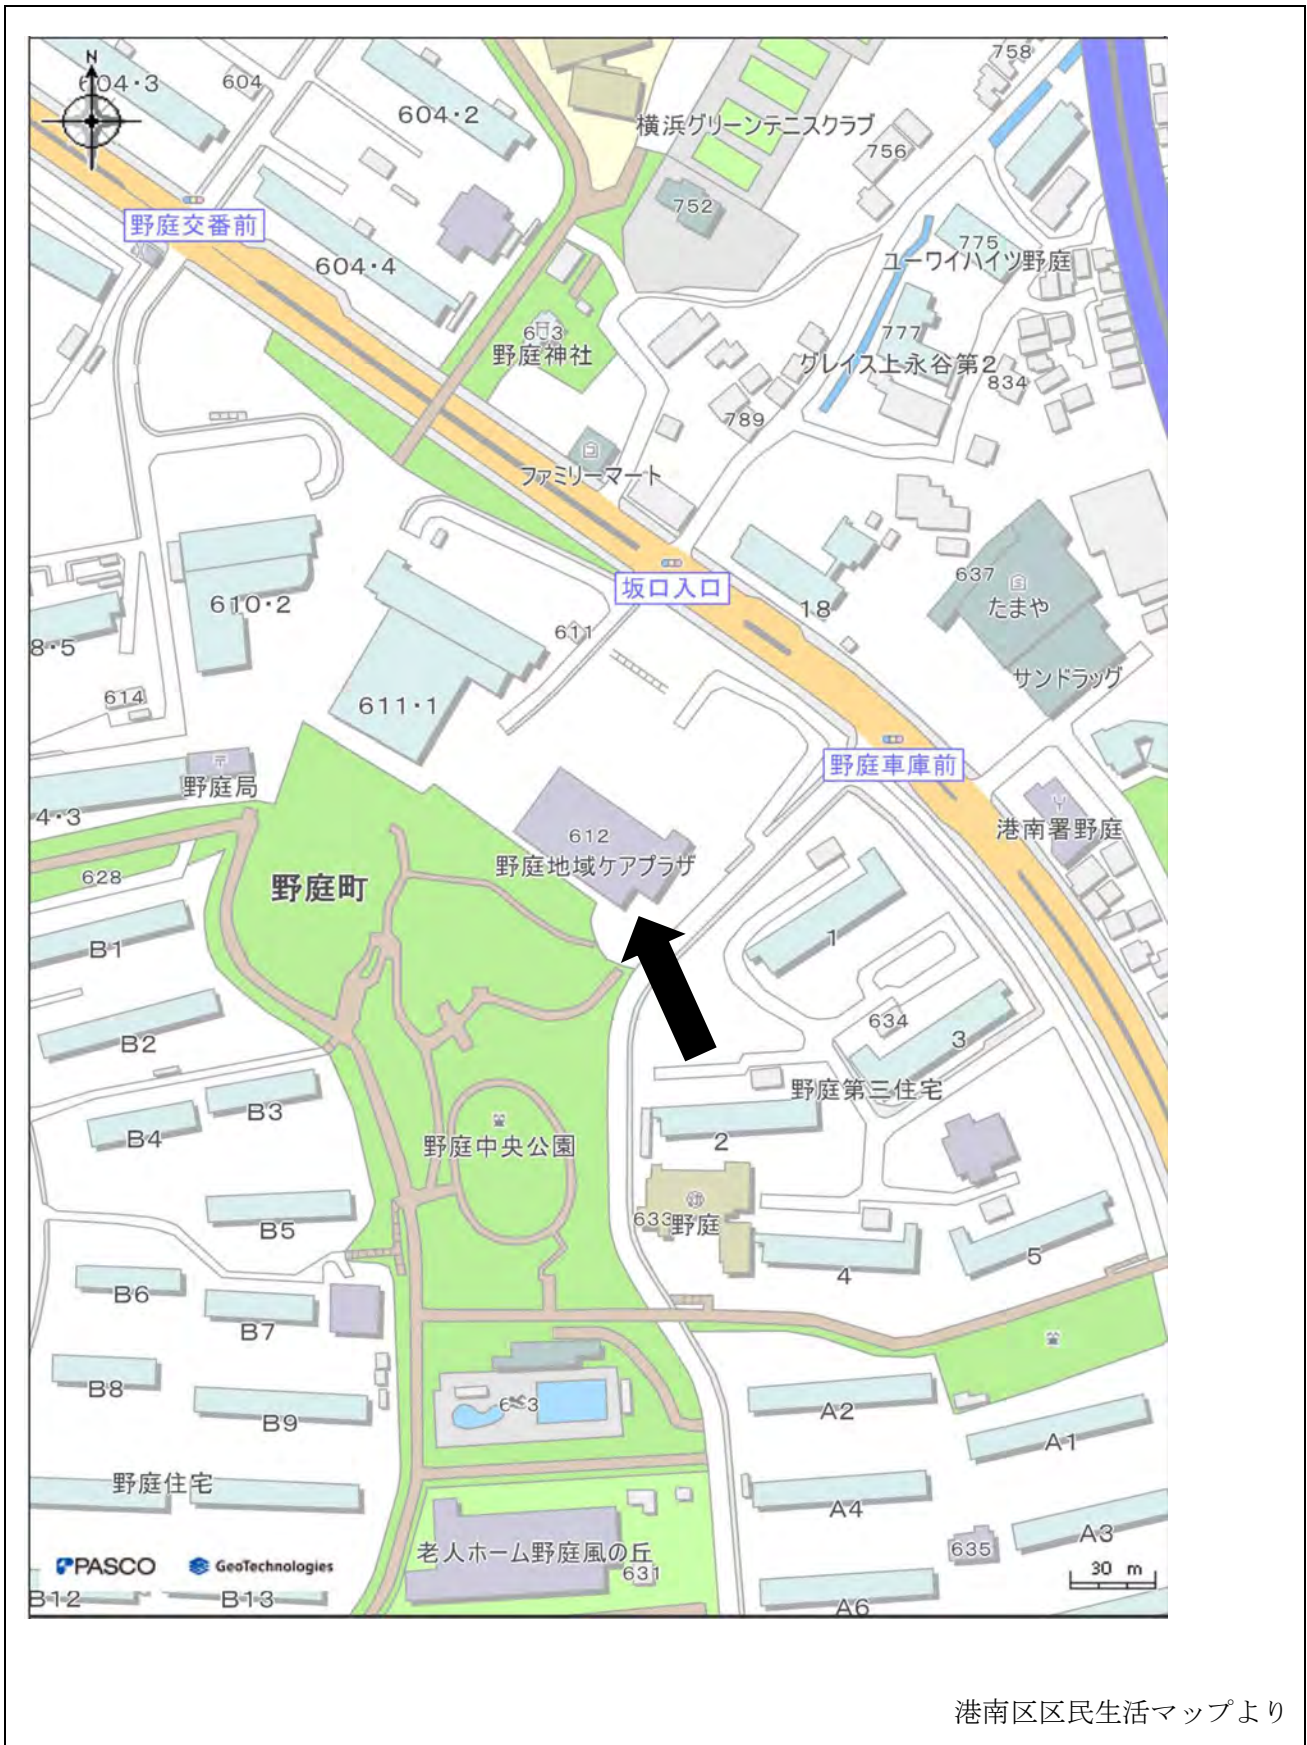 N
604・3
604
604・2
758
横浜グリーンテニスクラブ
756
752
野庭交番前
604・4
775
ユーワイハイツ野庭
野庭神社
777
グレイス上永谷第2
834
789
ファミリーマート
坂口入口
637
たまや
18
サンドラッグ
610・2
611
8・5
614
611・1
野庭車庫前
野庭局
4・3
港南署野庭
612
野庭地域ケアプラザ
628
野庭町
B1
1
634
3
B2
野庭第三住宅
B3
B4
2
野庭中央公園
633
野庭
B5
4
5
B6
B7
B8
B9
A2
A1
野庭住宅
A4
A3
老人ホーム野庭風の丘
631
635
PASCO
GeoTechnologies
30 m
B12
B13
A6
港南区区民生活マップより